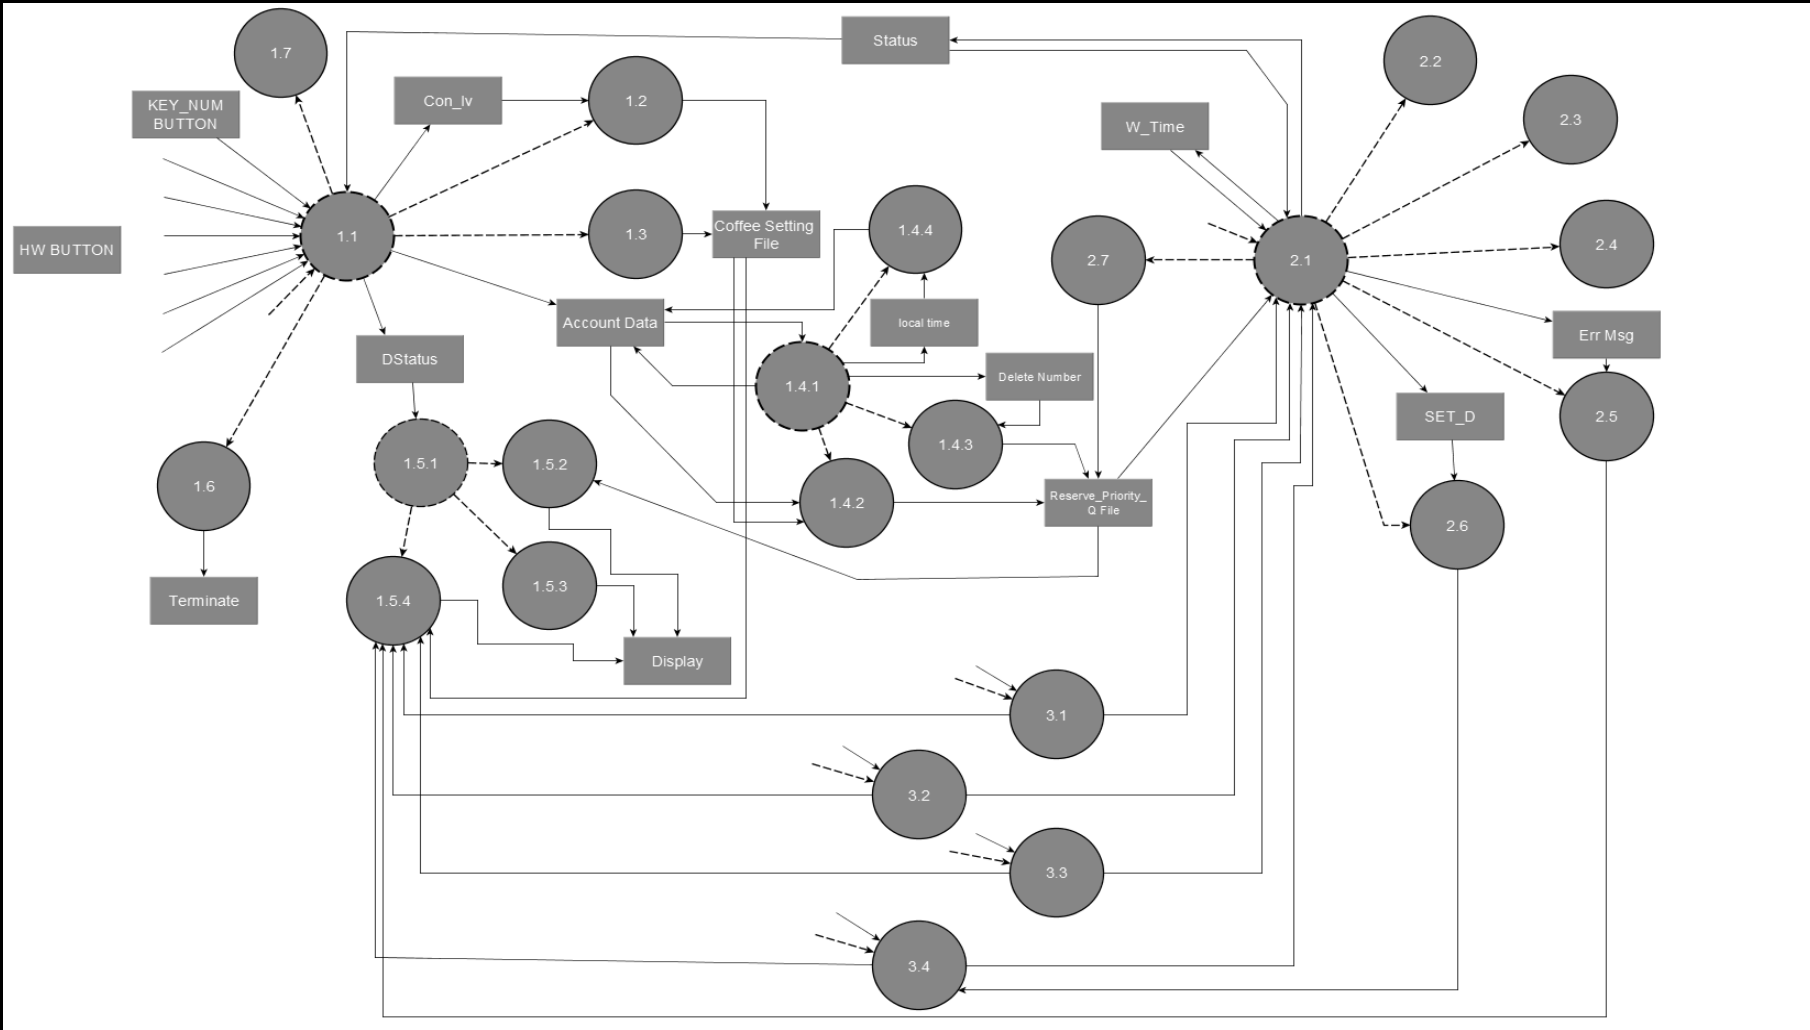 1.7
Status
2.2
KEY_NUM
BUTTON
Con_lv
1.2
W_Time
2.3
HW BUTTON
1.1
1.3
Coffee Setting
File
1.4.4
2.7
2.1
2.4
DStatus
Account Data
local time
Err Msg
1.4.1
Delete Number
SET_D
2.5
1.6
1.5.1
1.5.2
1.4.3
1.4.2
Reserve_Priority_
Q File
2.6
Terminate
1.5.4
1.5.3
Display
3.1
3.2
3.3
3.4